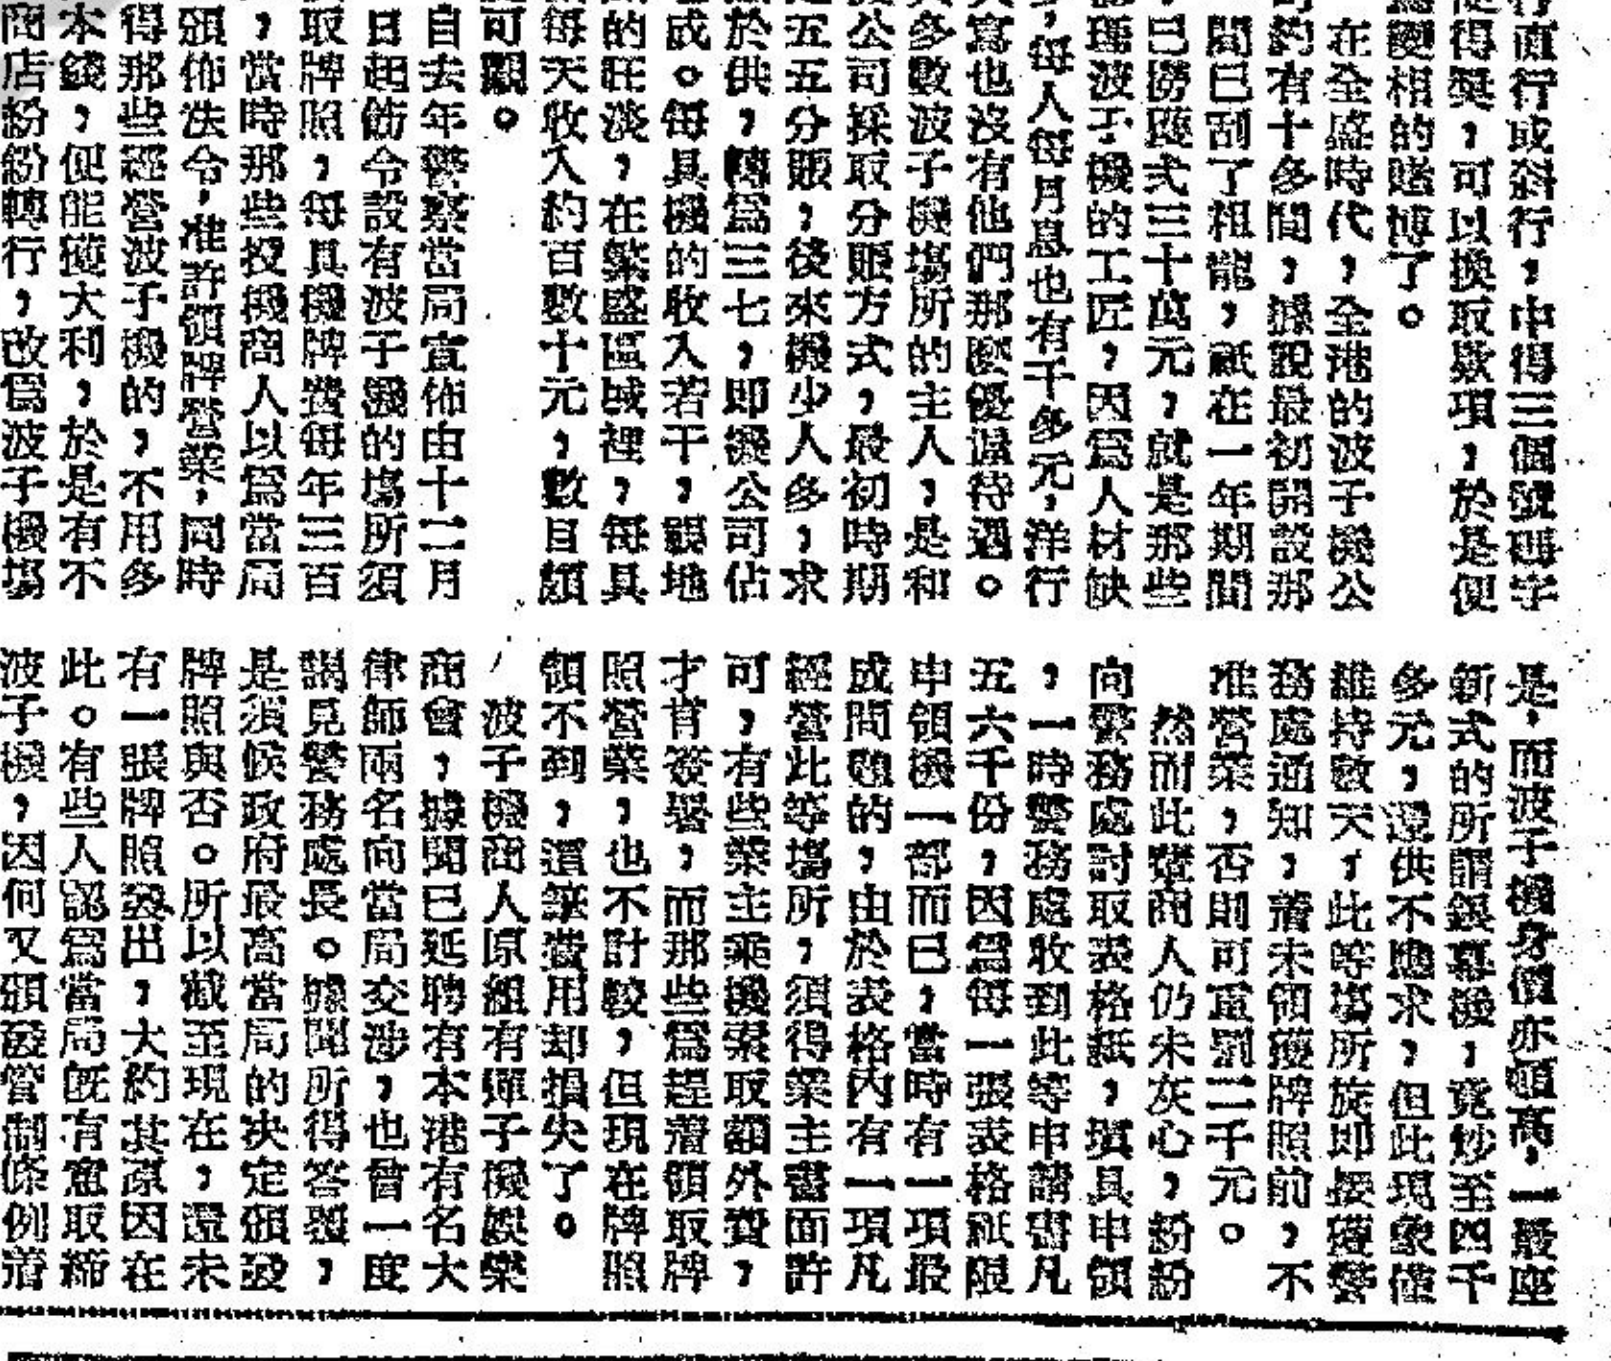 行直行或斜行，中得三個號碼字
便得獎，可以換取欵項，於是便
爲變相的賭博了。
在全盛時代，全港的波子機公
司約有十多間，據說最初開設那
間已刮了粗龍，祗在一年期間
，已撈護弍三十萬元，就是那些
修理波子機的工匠，因爲人材缺
，每人每月息也有千多元，洋行
大寫也沒有他們那麼優渥待遇。
多數波子機塲所的主人，是和
機公司採取分賬方式，最初時期
是五五分賬，後來機少人多，求
過於供，轉爲三七，即機公司佔
七成。每具機的收入若干，視地
點的旺淡，在繁盛區域裡，每具
每天收入約百數十元，數目頗
可觀。
自去年警察當局宣佈由十二月
日起飭令設有波子機的塲所須
取牌照，每具機牌費每年三百
，當時那些投機商人以爲當局
頒佈法令，准許領牌營業，同時
得那些經營波子機的，不用多
本錢，便能獲大利，於是有不
商店紛紛轉行，改爲波子機塲
是，而波子機身價亦頓高，一最座
新式的所謂銀幕機，竟炒至四千
多元，還供不應求，但此現象僅
維持數天，此等塲所旋即接獲警
務處通知，着未領獲牌照前，不
准營業，否則可重罰二千元。
然而此輩商人仍未灰心，紛紛
向警務處討取表格紙，塡具申領
，一時警務處收到此等申請書凡
五六千份，因爲每一張表格紙限
申領機一部而已，當時有一項最
成問題的，由於表格內有一項凡
經營此等塲所，須得業主書面許
可，有些業主乘機索取額外費，
才肯簽署，而那些爲趕着領取牌
照營業，也不計較，但現在牌照
領不到，這筆費用却損失了。
波子機商人原組有彈子機娛樂
商會，據聞已延聘有本港有名大
律師兩名向當局交涉，也曾一度
謁見警務處長。據聞所得答覆，
是須候政府最高當局的决定頒發
牌照與否。所以截至現在，還未
有一張牌照發出，大約其原因在
此。有些人認爲當局旣有意取締
波子機，因何又頒發管制條例着